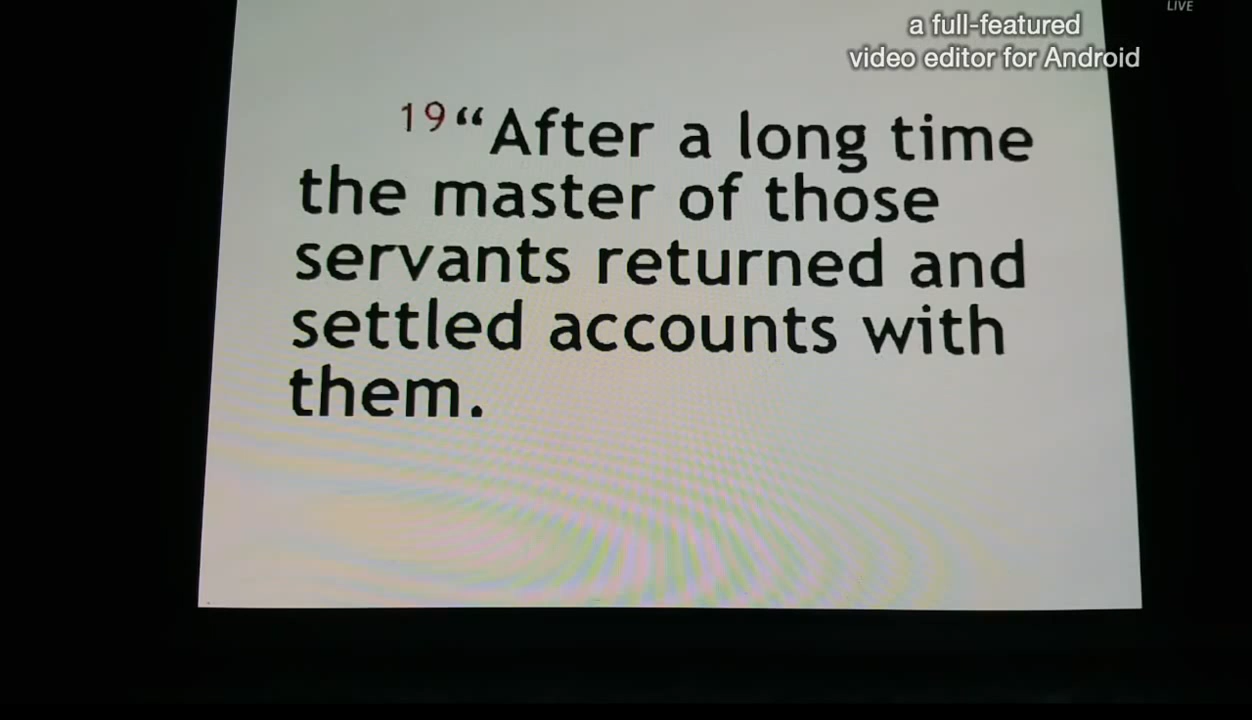 LIVE
a full-featured
video editor for Android
19 “After a long time
the master of those
servants returned and
settled accounts with
them.